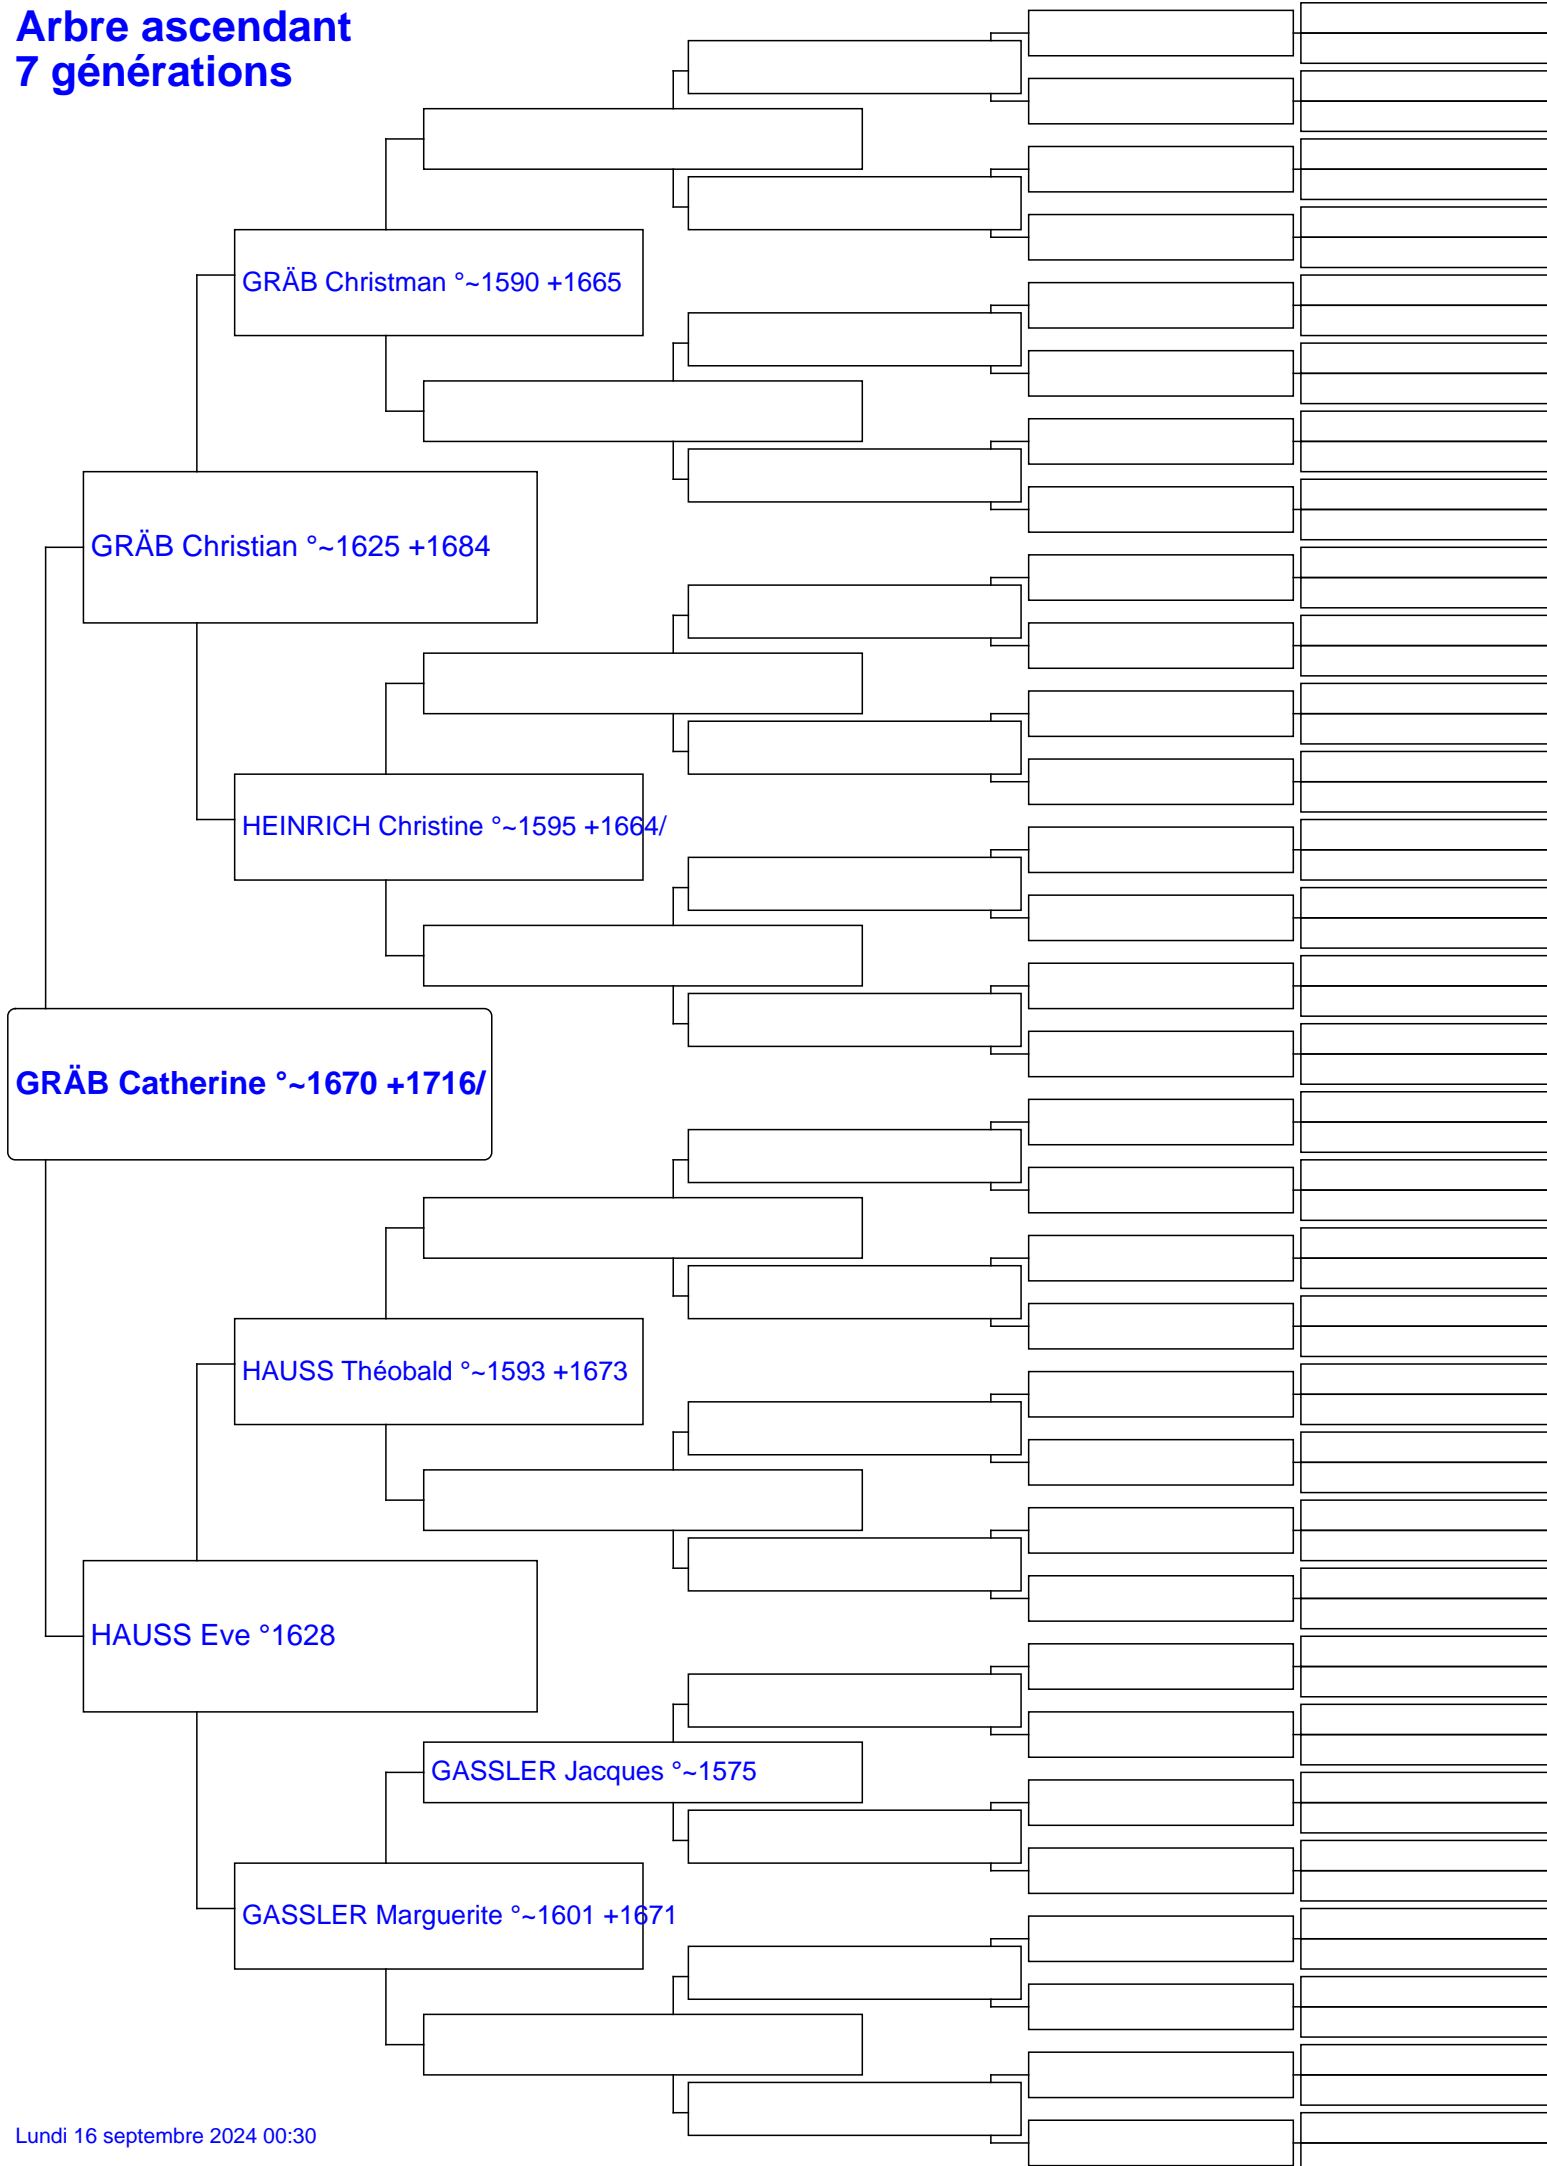 Arbre ascendant
7 générations
GRÄB Christman °~1590 +1665
GRÄB Christian °~1625 +1684
HEINRICH Christine °~1595 +1664/
GRÄB Catherine °~1670 +1716/
HAUSS Théobald °~1593 +1673
HAUSS Eve °1628
GASSLER Jacques °~1575
GASSLER Marguerite °~1601 +1671
Lundi 16 septembre 2024 00:30